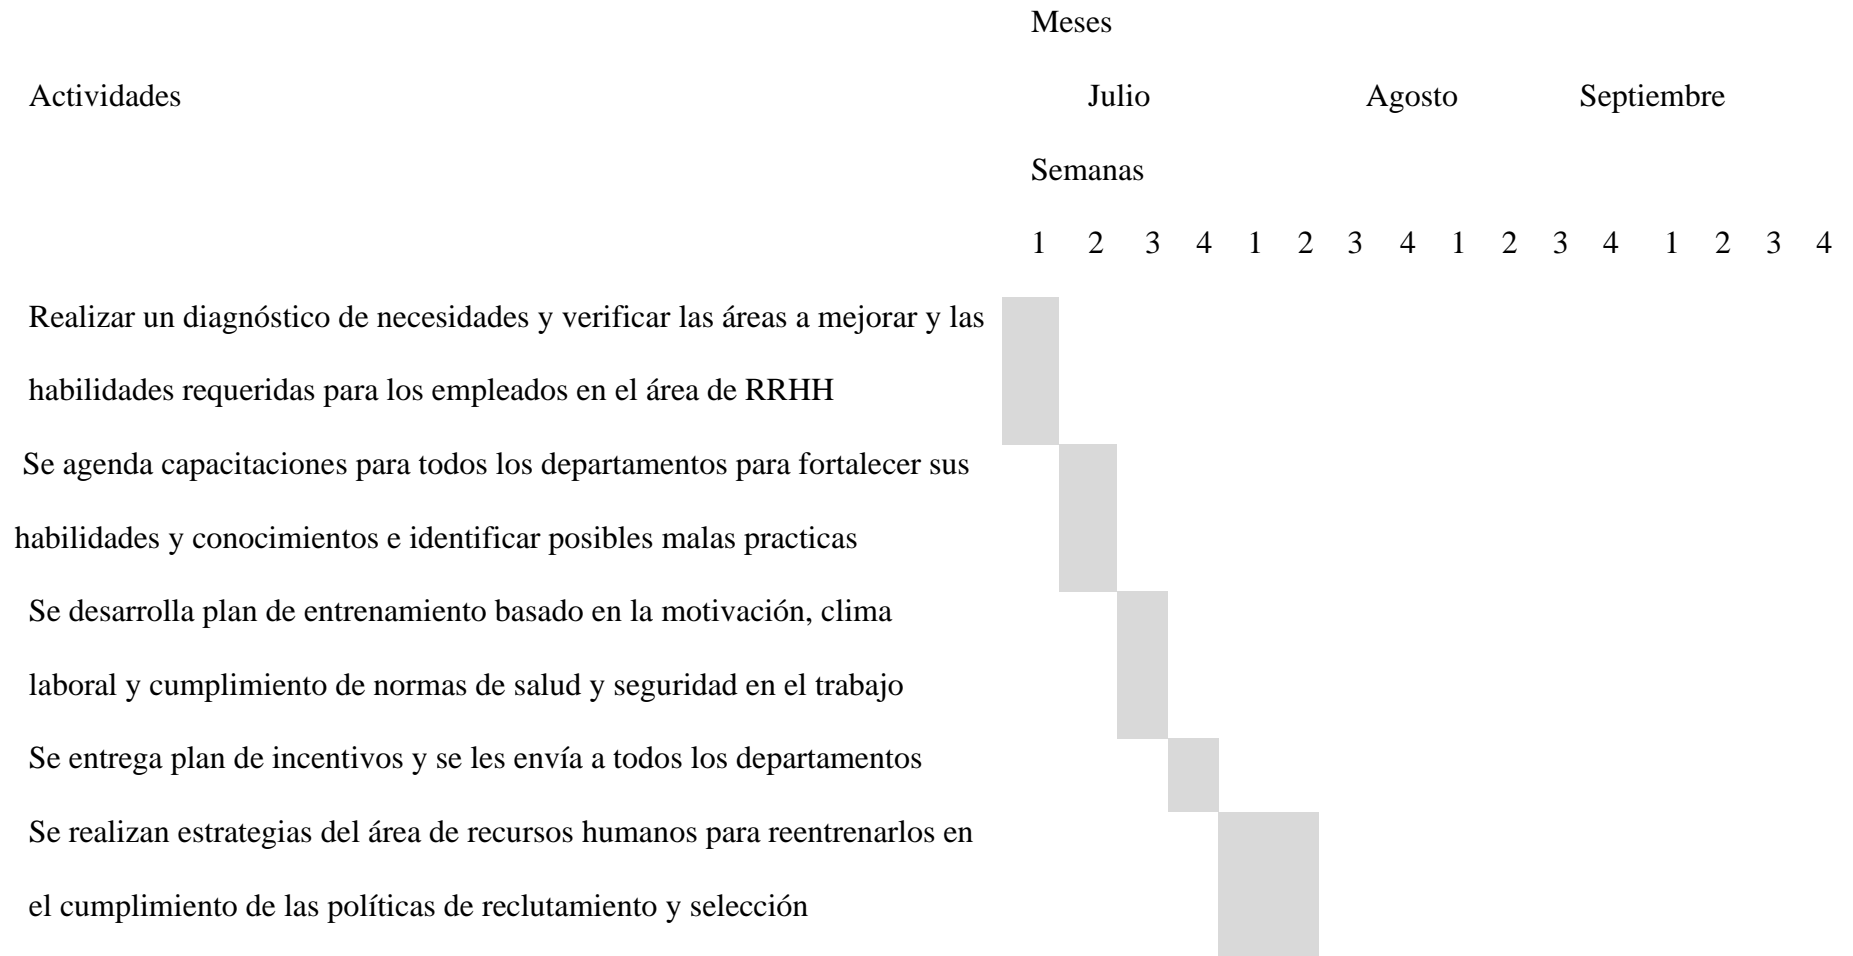 Meses
Actividades Julio Agosto Septiembre
Semanas
1 2 3 4 1 2 3 4 1 2 3 4 1 2 3 4
Realizar un diagnóstico de necesidades y verificar las áreas a mejorar y las
habilidades requeridas para los empleados en el área de RRHH
Se agenda capacitaciones para todos los departamentos para fortalecer sus
habilidades y conocimientos e identificar posibles malas practicas
Se desarrolla plan de entrenamiento basado en la motivación, clima
laboral y cumplimiento de normas de salud y seguridad en el trabajo
Se entrega plan de incentivos y se les envía a todos los departamentos
Se realizan estrategias del área de recursos humanos para reentrenarlos en
el cumplimiento de las políticas de reclutamiento y selección